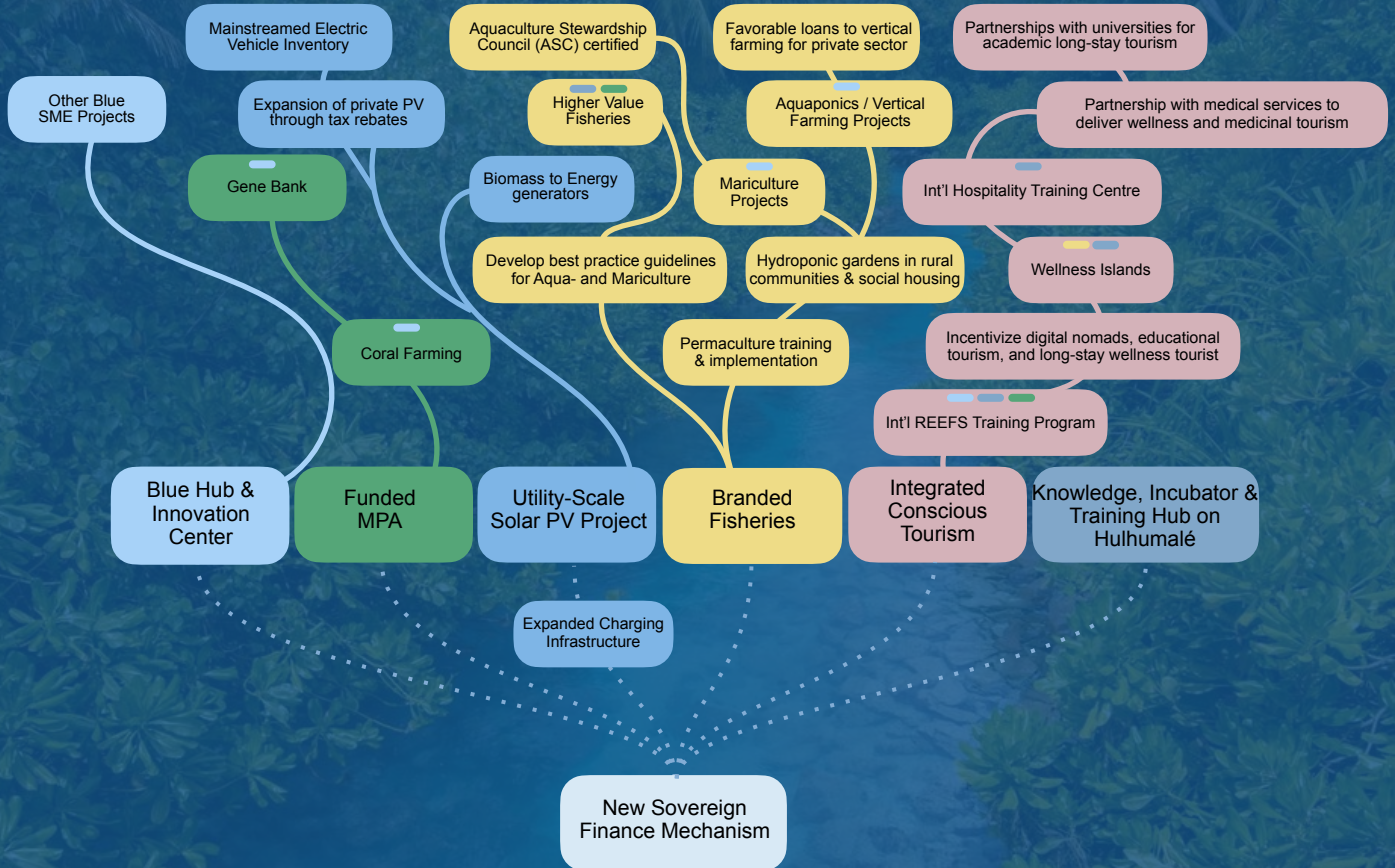 Mainstreamed Electric
Vehicle Inventory
Aquaculture Stewardship
Council (ASC) certified
Favorable loans to vertical
farming for private sector
Partnerships with universities for
academic long-stay tourism
Other Blue
SME Projects
Expansion of private PV
through tax rebates
Higher Value
Fisheries
Aquaponics / Vertical
Farming Projects
Partnership with medical services to
deliver wellness and medicinal tourism
Gene Bank
Biomass to Energy
generators
Mariculture
Projects
Int'l Hospitality Training Centre
Develop best practice guidelines
for Aqua- and Mariculture
Hydroponic gardens in rural
communities & social housing
Wellness Islands
Coral Farming
Permaculture training
& implementation
Incentivize digital nomads, educational
tourism, and long-stay wellness tourist
Int'l REEFS Training Program
Blue Hub &
Innovation
Center
Funded
MPA
Utility-Scale
Solar PV Project
Branded
Fisheries
Integrated
Conscious
Tourism
Knowledge, Incubator &
Training Hub on
Hulhumalé
Expanded Charging
Infrastructure
New Sovereign
Finance Mechanism